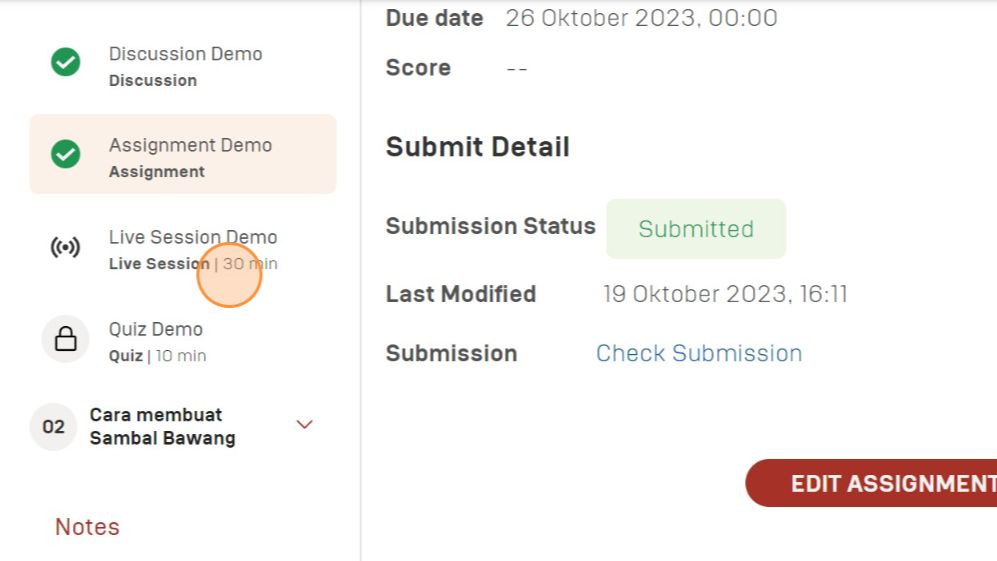 Discussion Demo
Discussion
Assignment Demo
Assignment
Live Session Demo
Live Session | 30 min
Quiz Demo
Quiz | 10 min
02
Cara membuat
Sambal Bawang
Notes
Due date 26 Oktober 2023, 00:00
Score --
Submit Detail
Submission Status Submitted
Last Modified 19 Oktober 2023, 16:11
Submission Check Submission
EDIT ASSIGNMENT